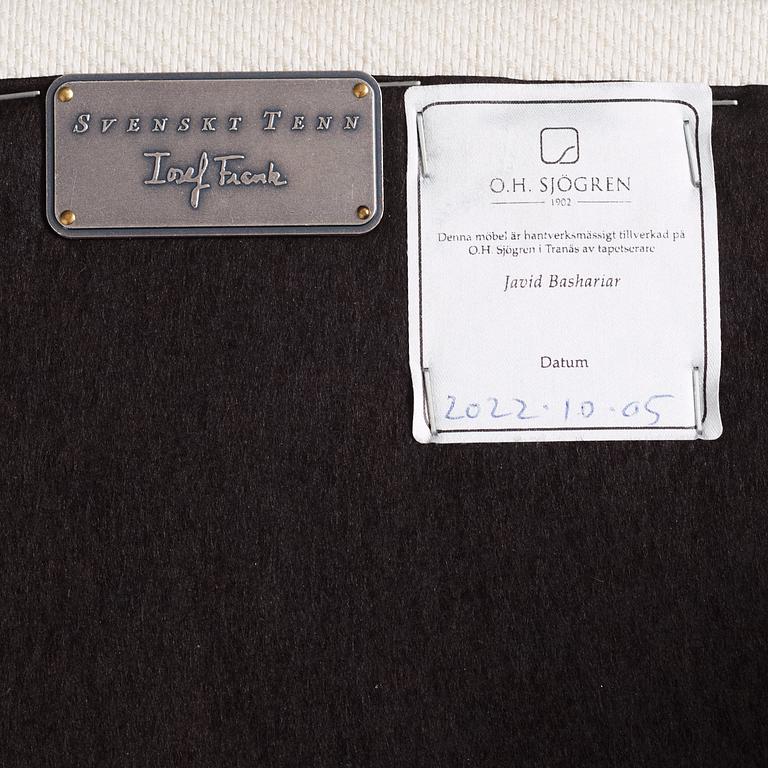 SVENSKT TENN
Josef Frank
O.H. SJÖGREN
1902
Denna möbel är hantverksmässigt tillverkad på
O.H. Sjögren i Tranås av tapetserare
Javid Bashariar
Datum
2022.10.05